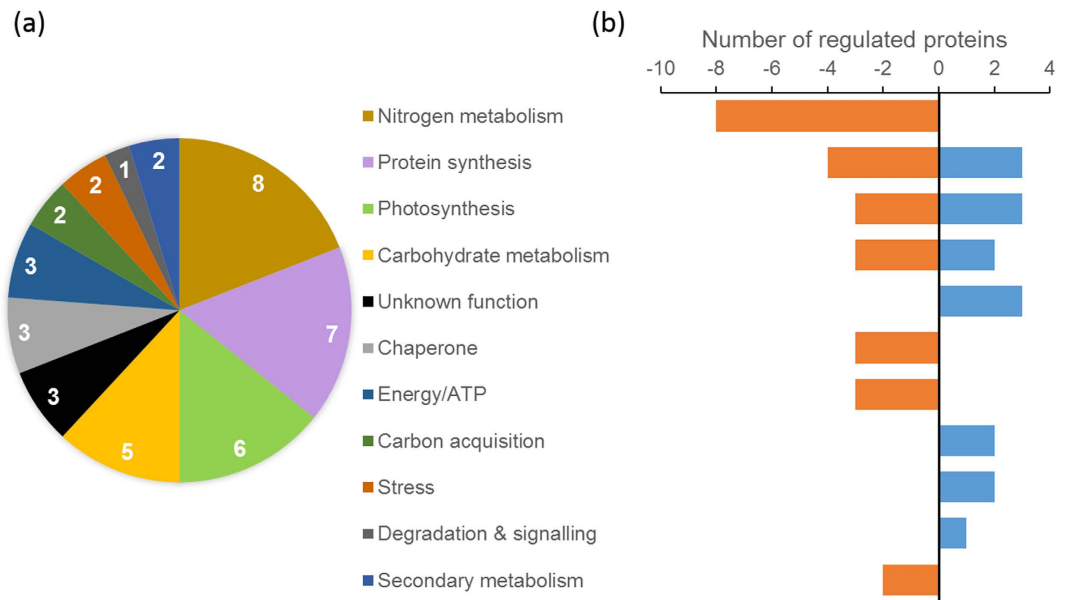 (a)
(b)
Number of regulated proteins
-10 -8 -6 -4 -2 0 2 4
Nitrogen metabolism
Protein synthesis
Photosynthesis
Carbohydrate metabolism
Unknown function
Chaperone
Energy/ATP
Carbon acquisition
Stress
Degradation & signalling
Secondary metabolism
8
7
6
5
3
3
3
2
2
1
2